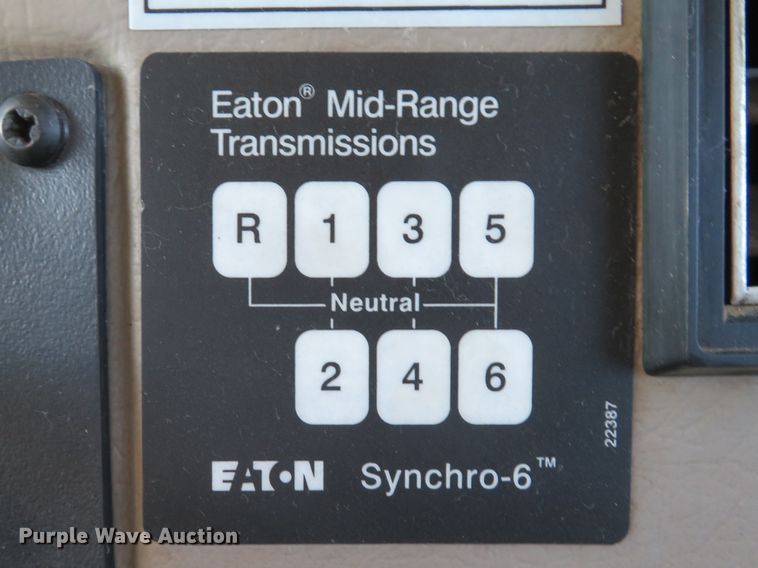 Eaton® Mid-Range
Transmissions
R 1 3 5
Neutral
2 4 6
22387
EATON Synchro-6™
Purple Wave Auction